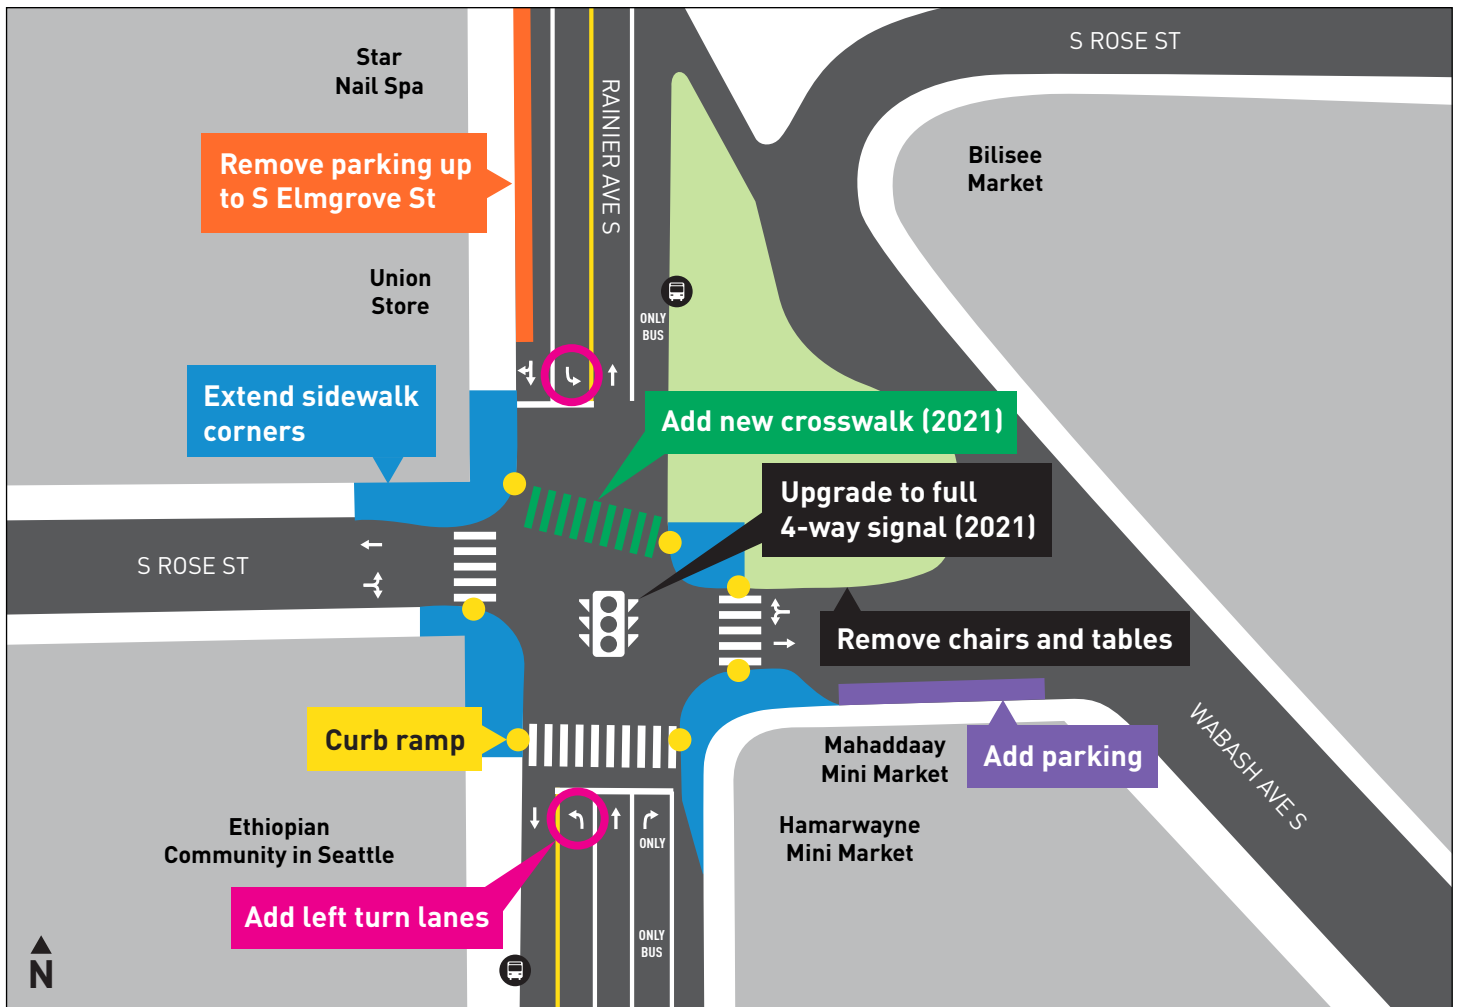 S ROSE ST
Star
Nail Spa
RAINIER AVE S
Remove parking up
to S Elmgrove St
Bilisee
Market
Union
Store
ONLY
BUS
Extend sidewalk
corners
Add new crosswalk (2021)
Upgrade to full
4-way signal (2021)
S ROSE ST
Remove chairs and tables
Curb ramp
Mahaddaay
Mini Market
Add parking
WABASH AVE S
Ethiopian
Community in Seattle
Hamarwayne
Mini Market
ONLY
Add left turn lanes
ONLY
BUS
N